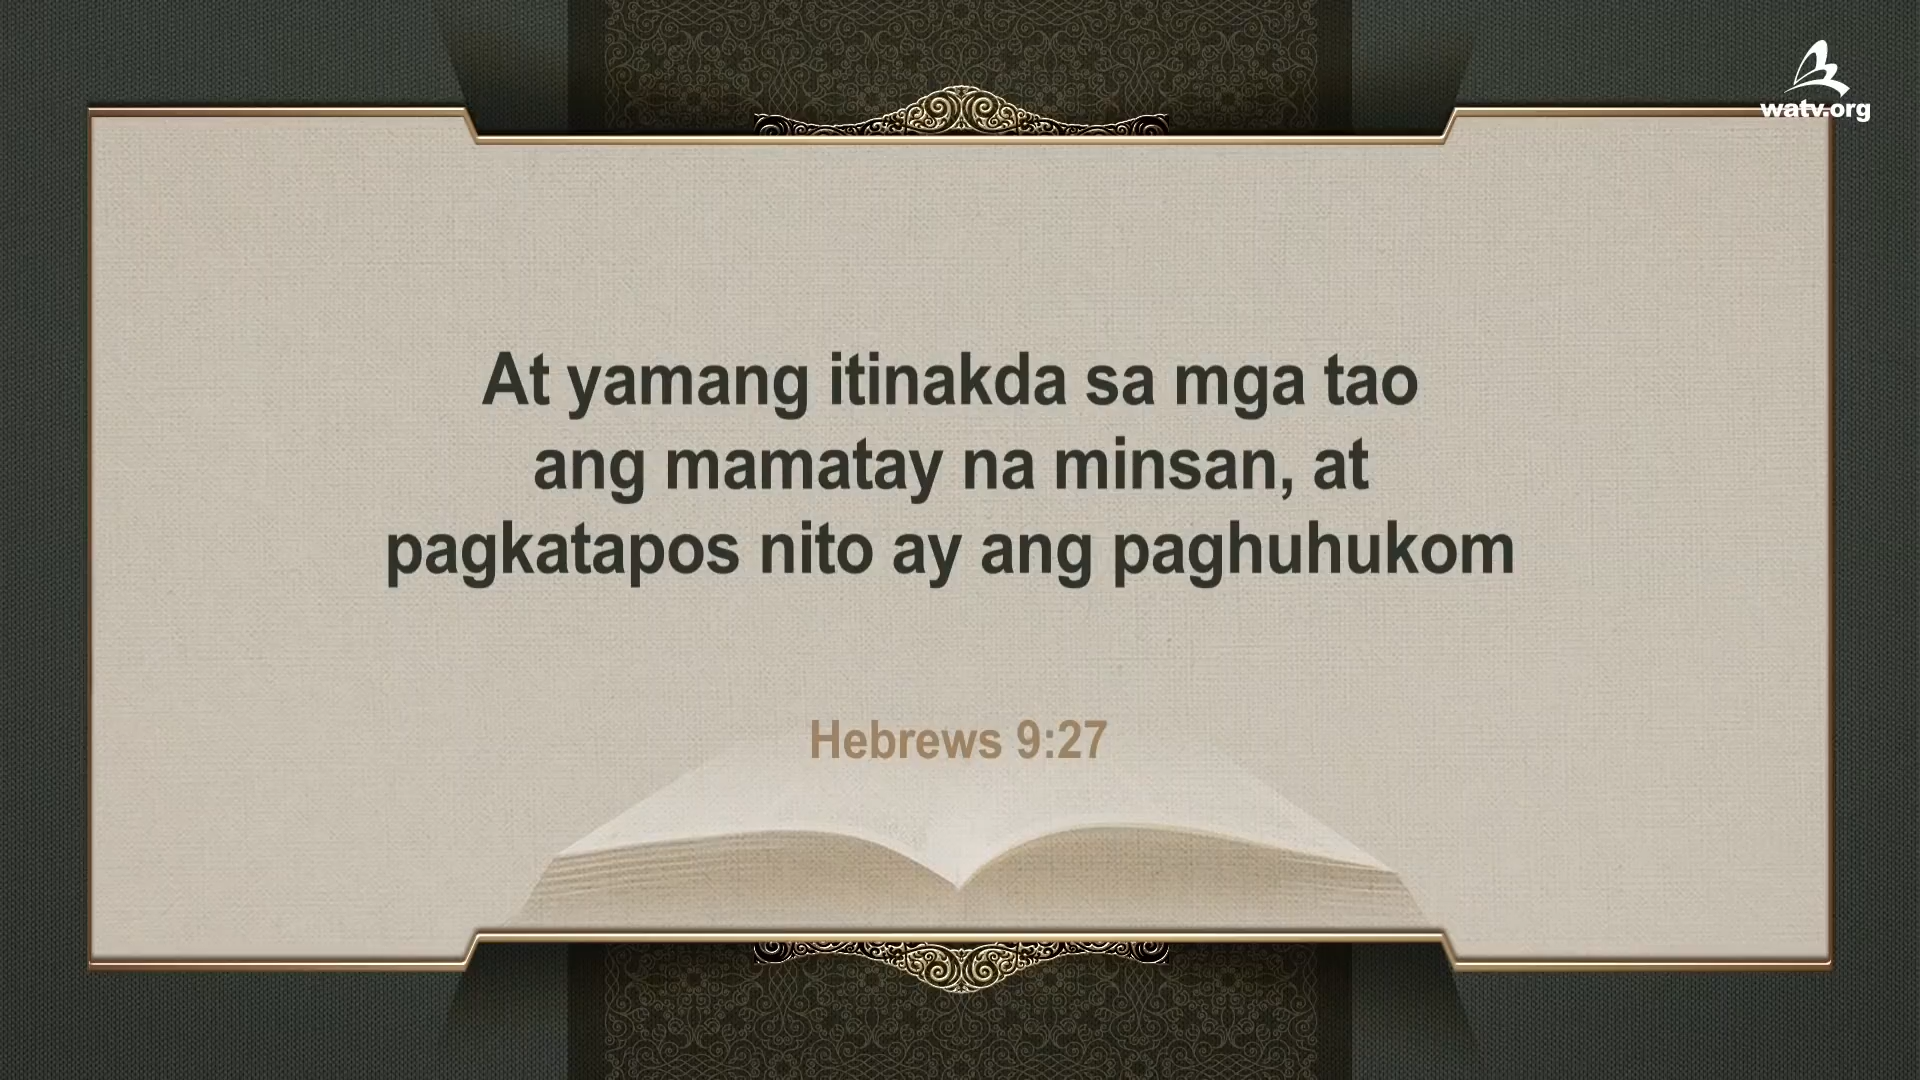 watv.org
At yamang itinakda sa mga tao
ang mamatay na minsan, at
pagkatapos nito ay ang paghuhukom
Hebrews 9:27